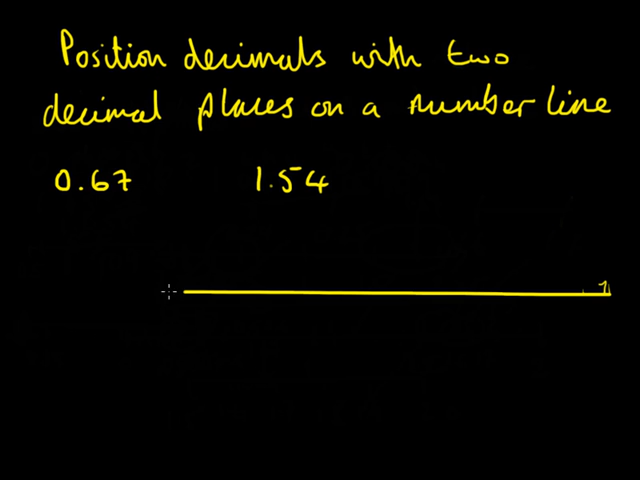 Position decimals with two
decimal places on a number line
0.67 1.54